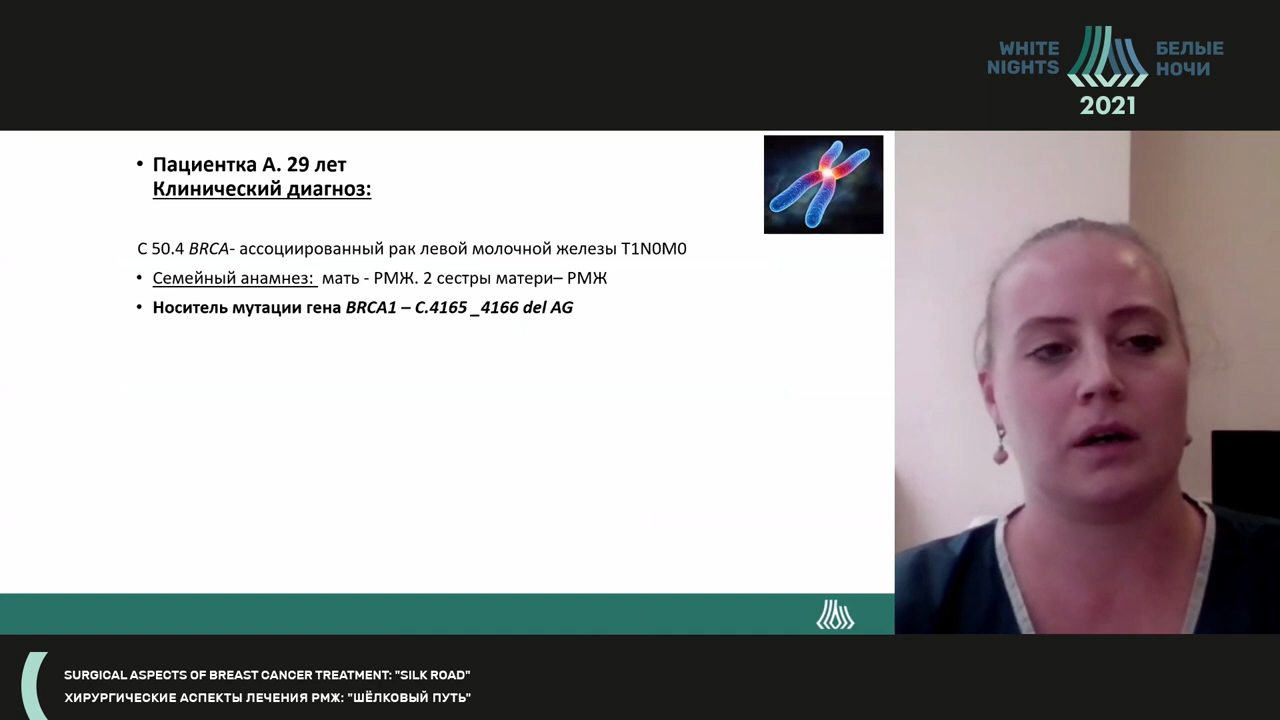 WHITE NIGHTS
БЕЛЫЕ НОЧИ
2021
• Пациентка А. 29 лет
Клинический диагноз:
С 50.4 BRCA- ассоциированный рак левой молочной железы T1N0M0
• Семейный анамнез: мать - РМЖ. 2 сестры матери– РМЖ
• Носитель мутации гена BRCA1 – C.4165 _4166 del AG
SURGICAL ASPECTS OF BREAST CANCER TREATMENT: "SILK ROAD"
ХИРУРГИЧЕСКИЕ АСПЕКТЫ ЛЕЧЕНИЯ РМЖ: "ШЁЛКОВЫЙ ПУТЬ"